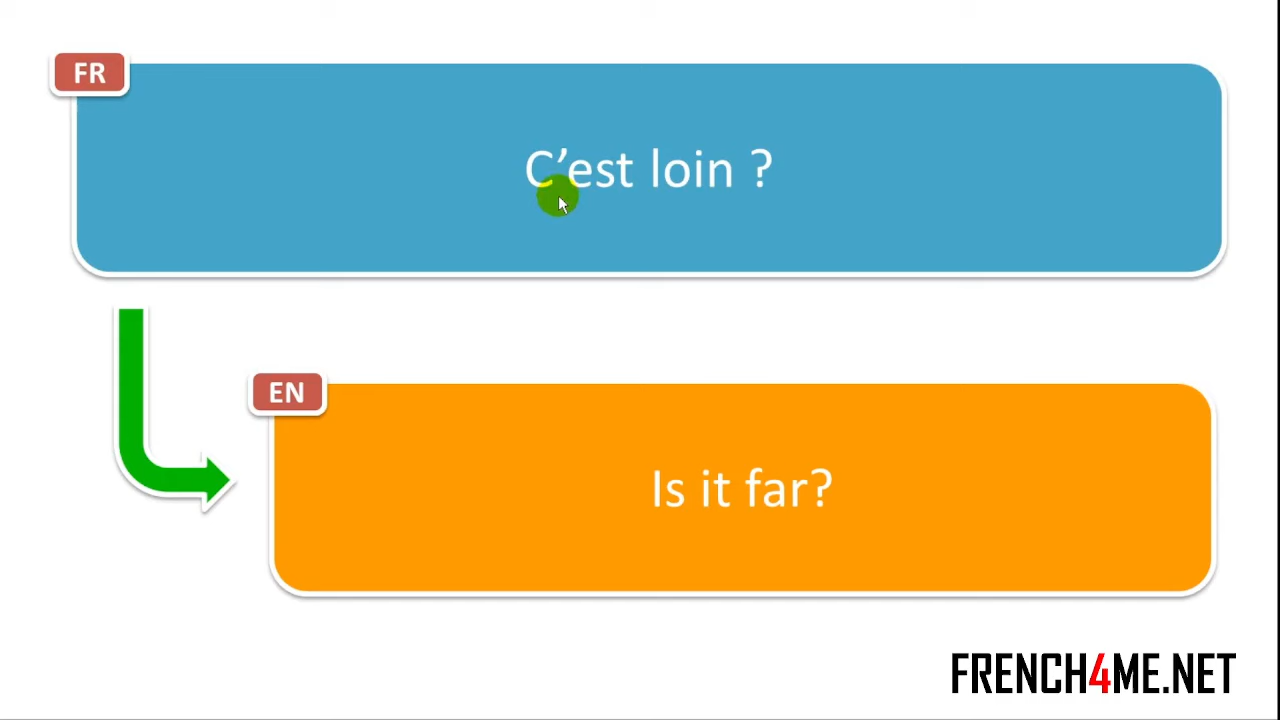 FR
C’est loin ?
EN
Is it far?
FRENCH4ME.NET